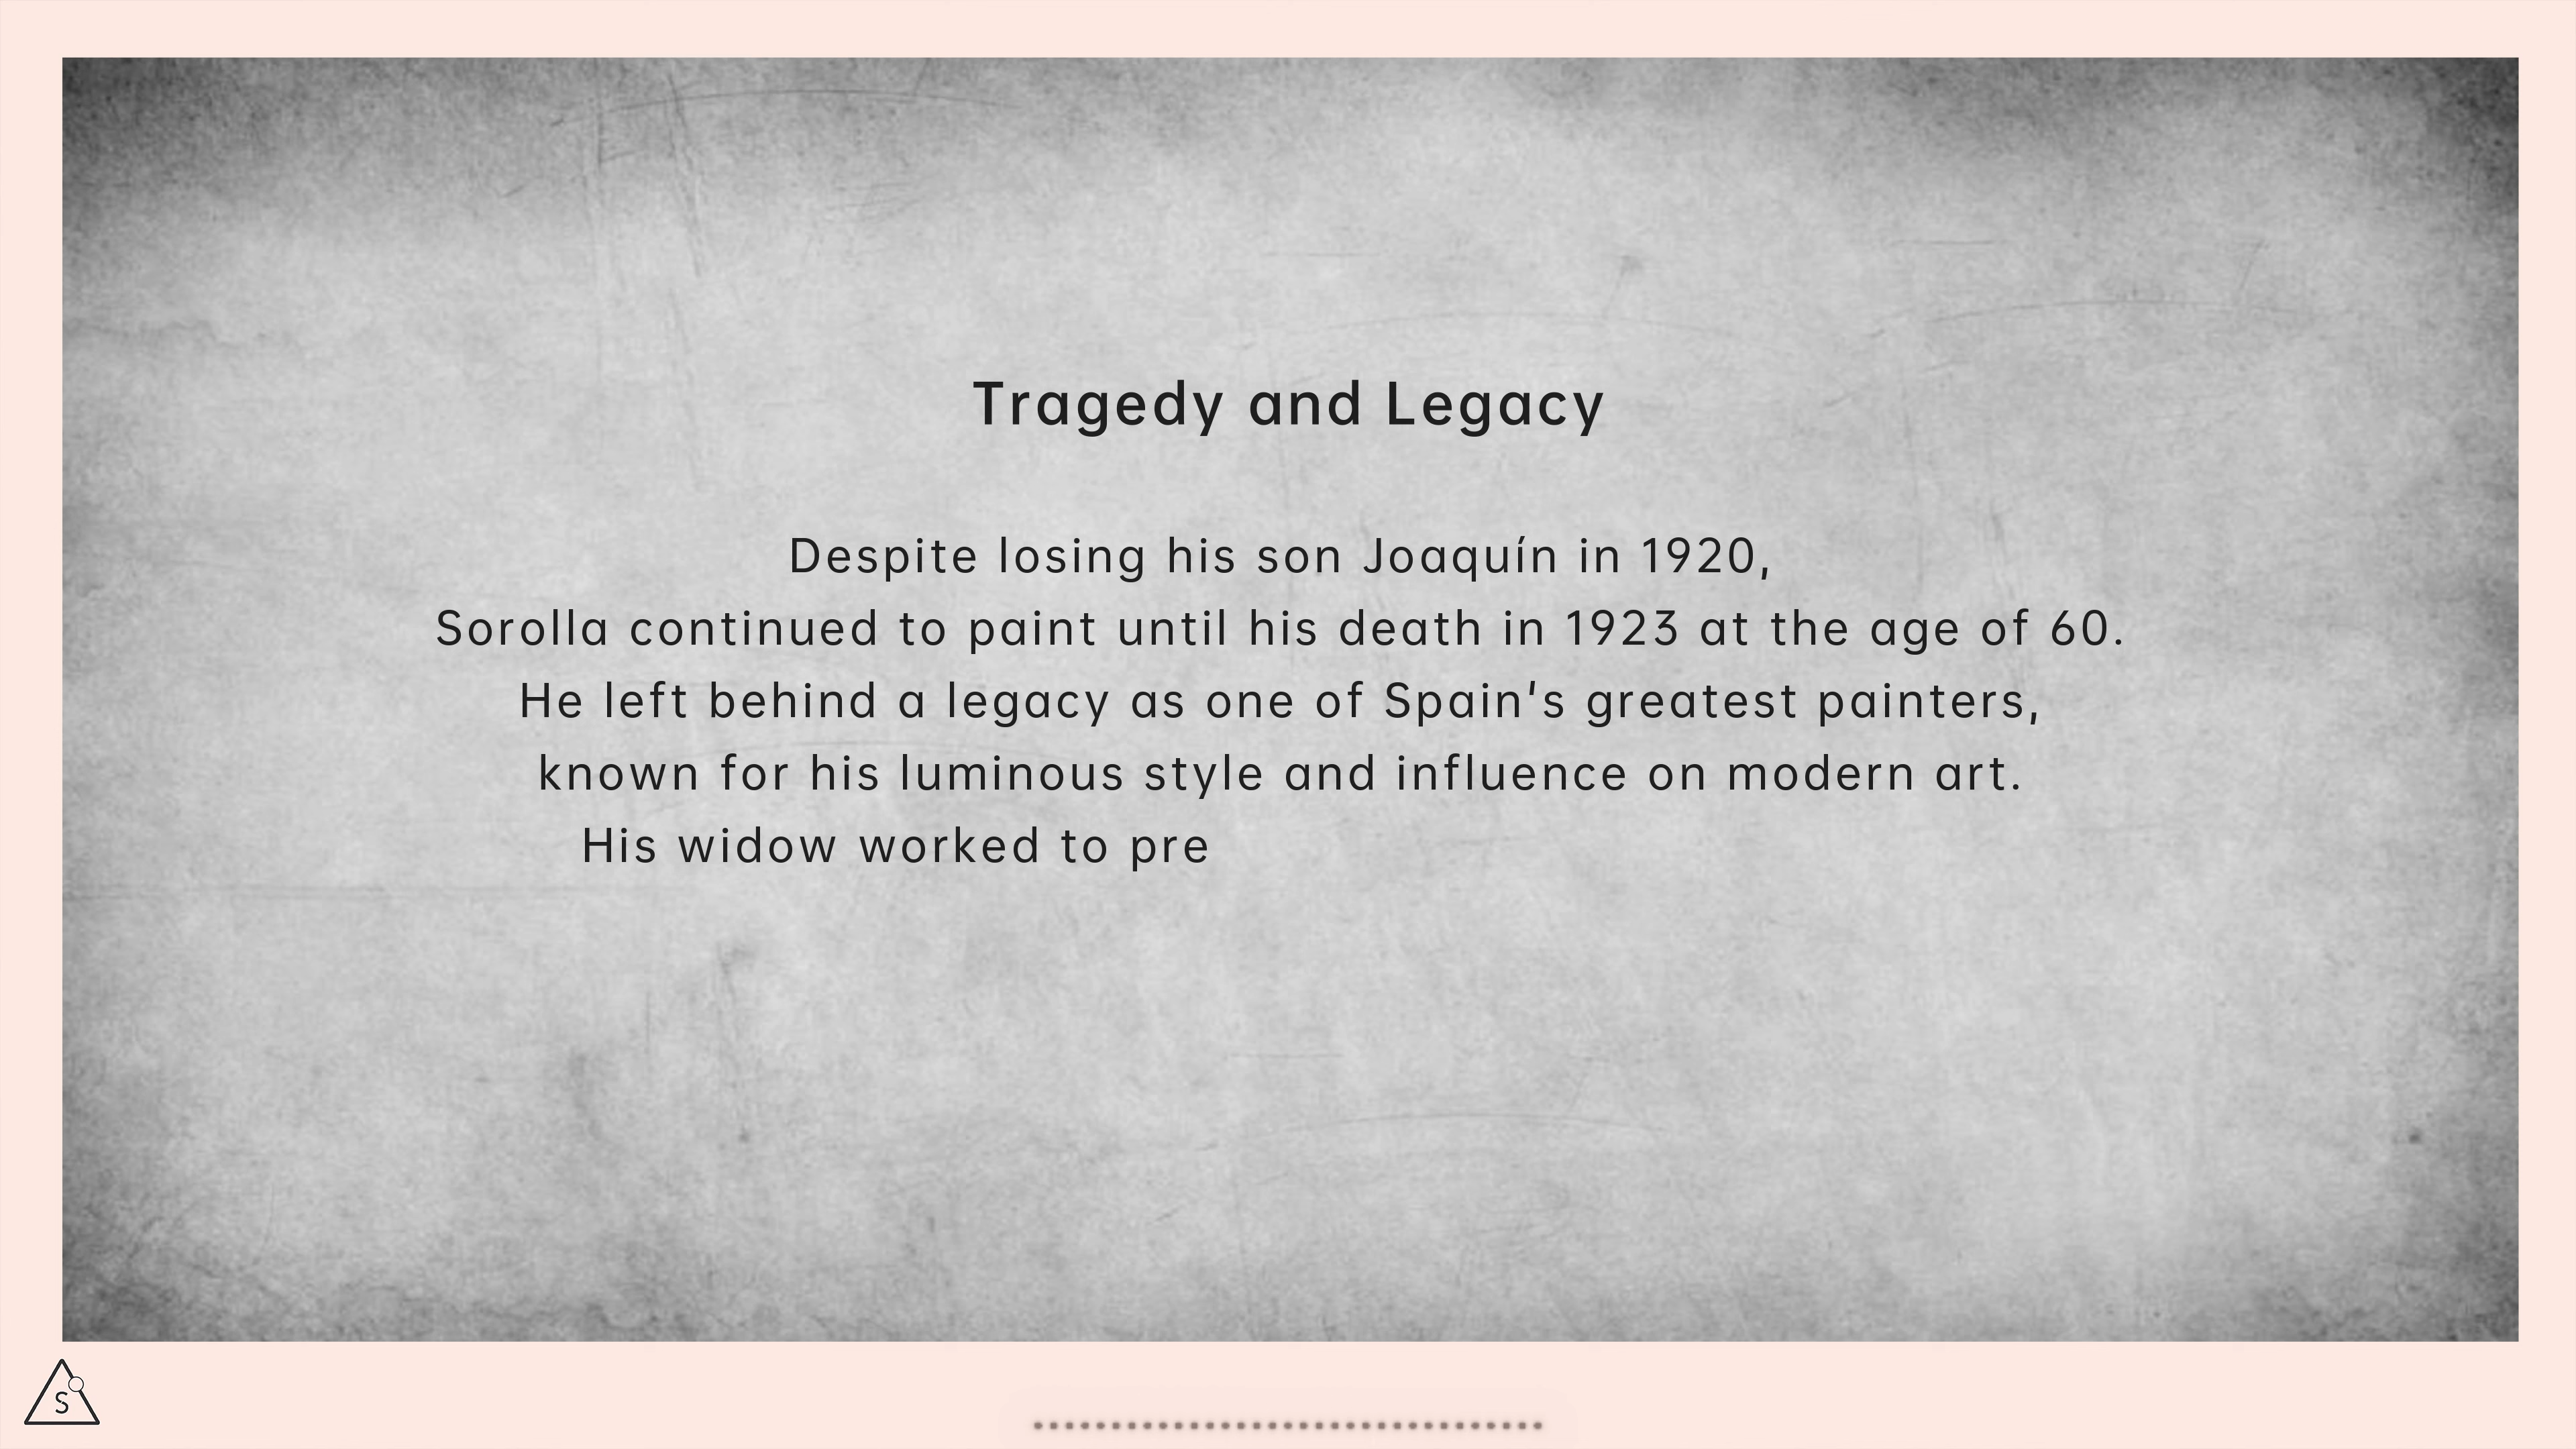 Tragedy and Legacy
Despite losing his son Joaquín in 1920,
Sorolla continued to paint until his death in 1923 at the age of 60.
He left behind a legacy as one of Spain's greatest painters,
known for his luminous style and influence on modern art.
His widow worked to pre
S